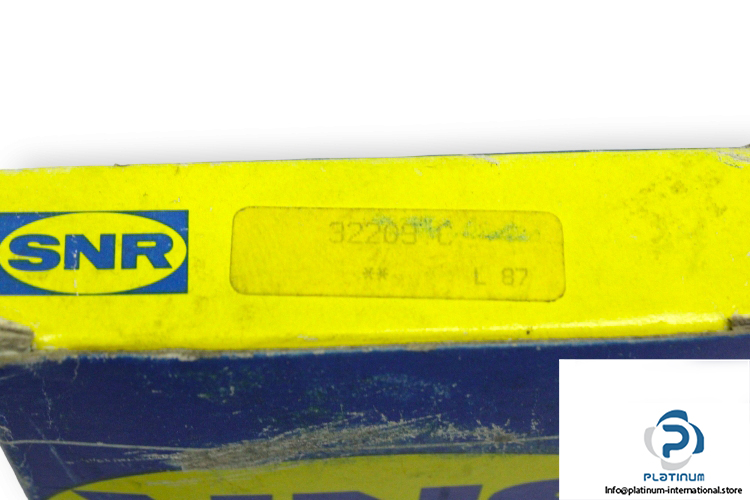 SNR
32209 C
** L 87
PLATINUM
Info@platinum-international.store